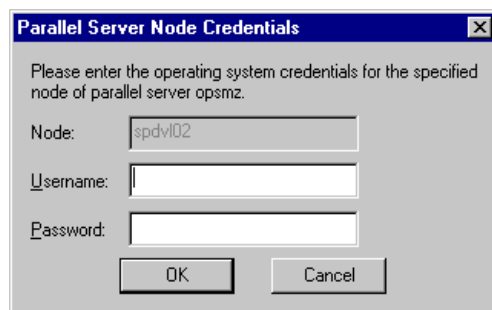 Parallel Server Node Credentials
Please enter the operating system credentials for the specified
node of parallel server opsmz.
Node: spdvl02
Username:
Password:
OK Cancel